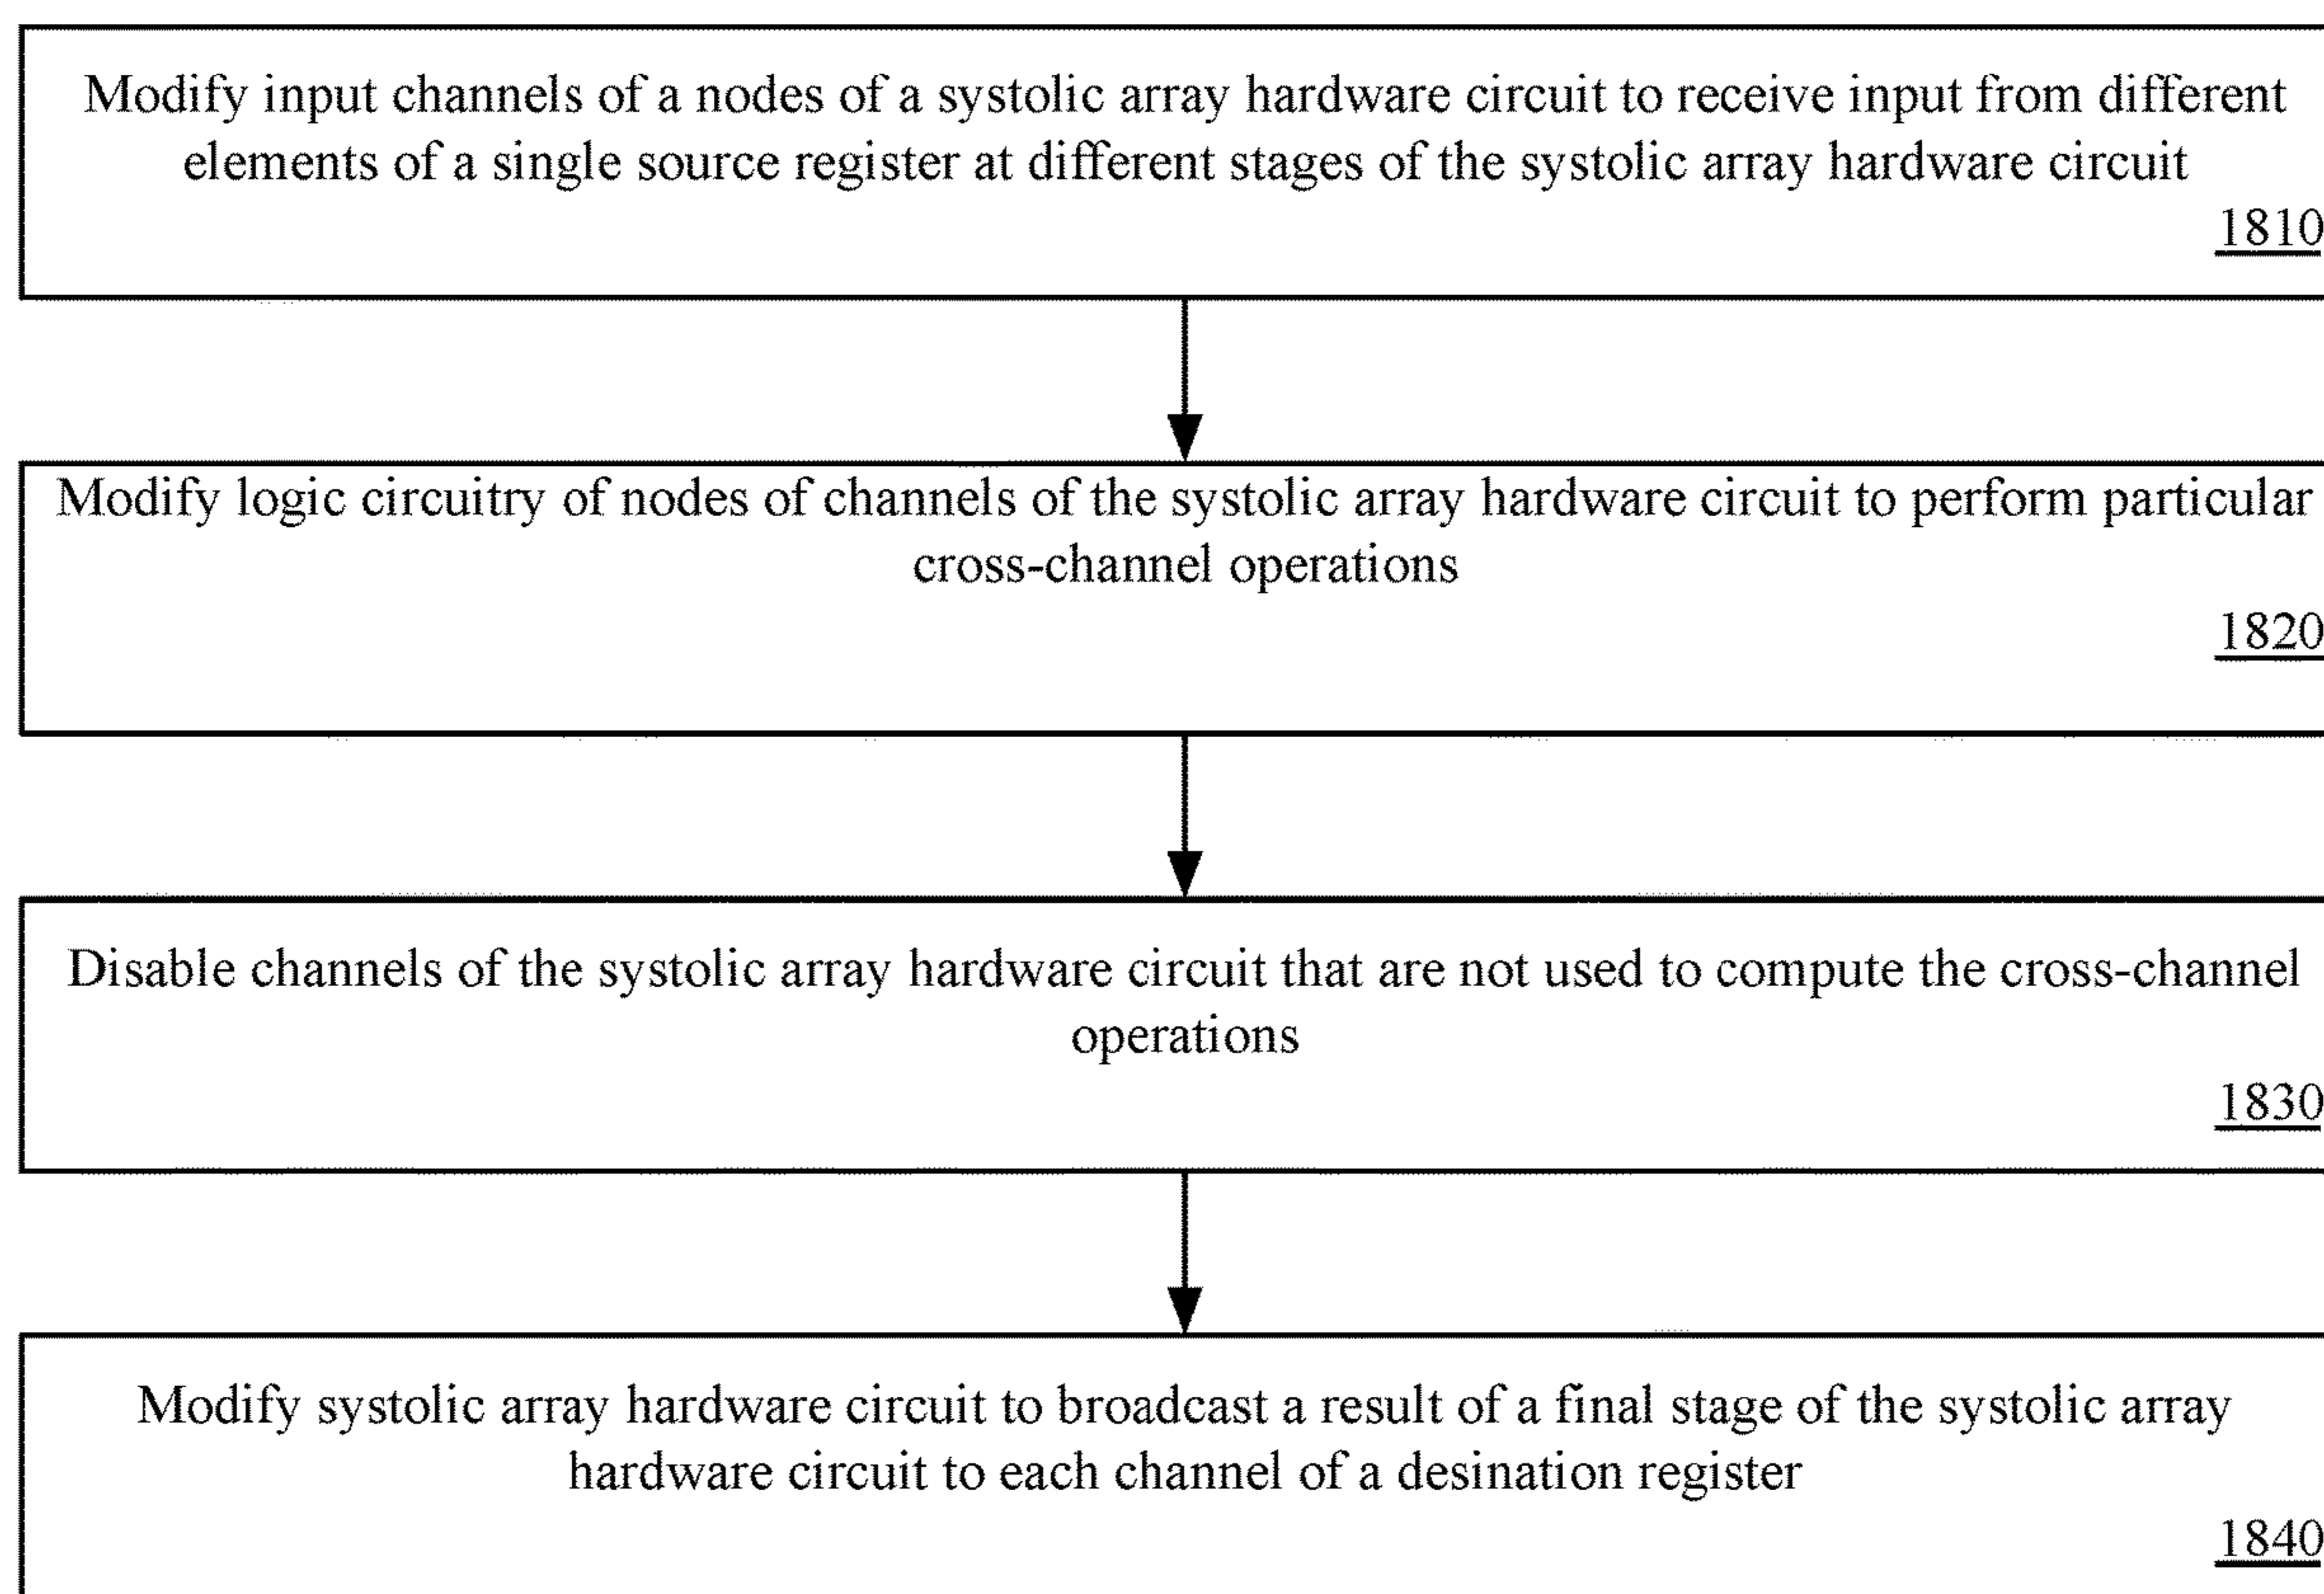 Modify input channels of a nodes of a systolic array hardware circuit to receive input from different
elements of a single source register at different stages of the systolic array hardware circuit
1810
Modify logic circuitry of nodes of channels of the systolic array hardware circuit to perform particular
cross-channel operations
1820
Disable channels of the systolic array hardware circuit that are not used to compute the cross-channel
operations
1830
Modify systolic array hardware circuit to broadcast a result of a final stage of the systolic array
hardware circuit to each channel of a desination register
1840